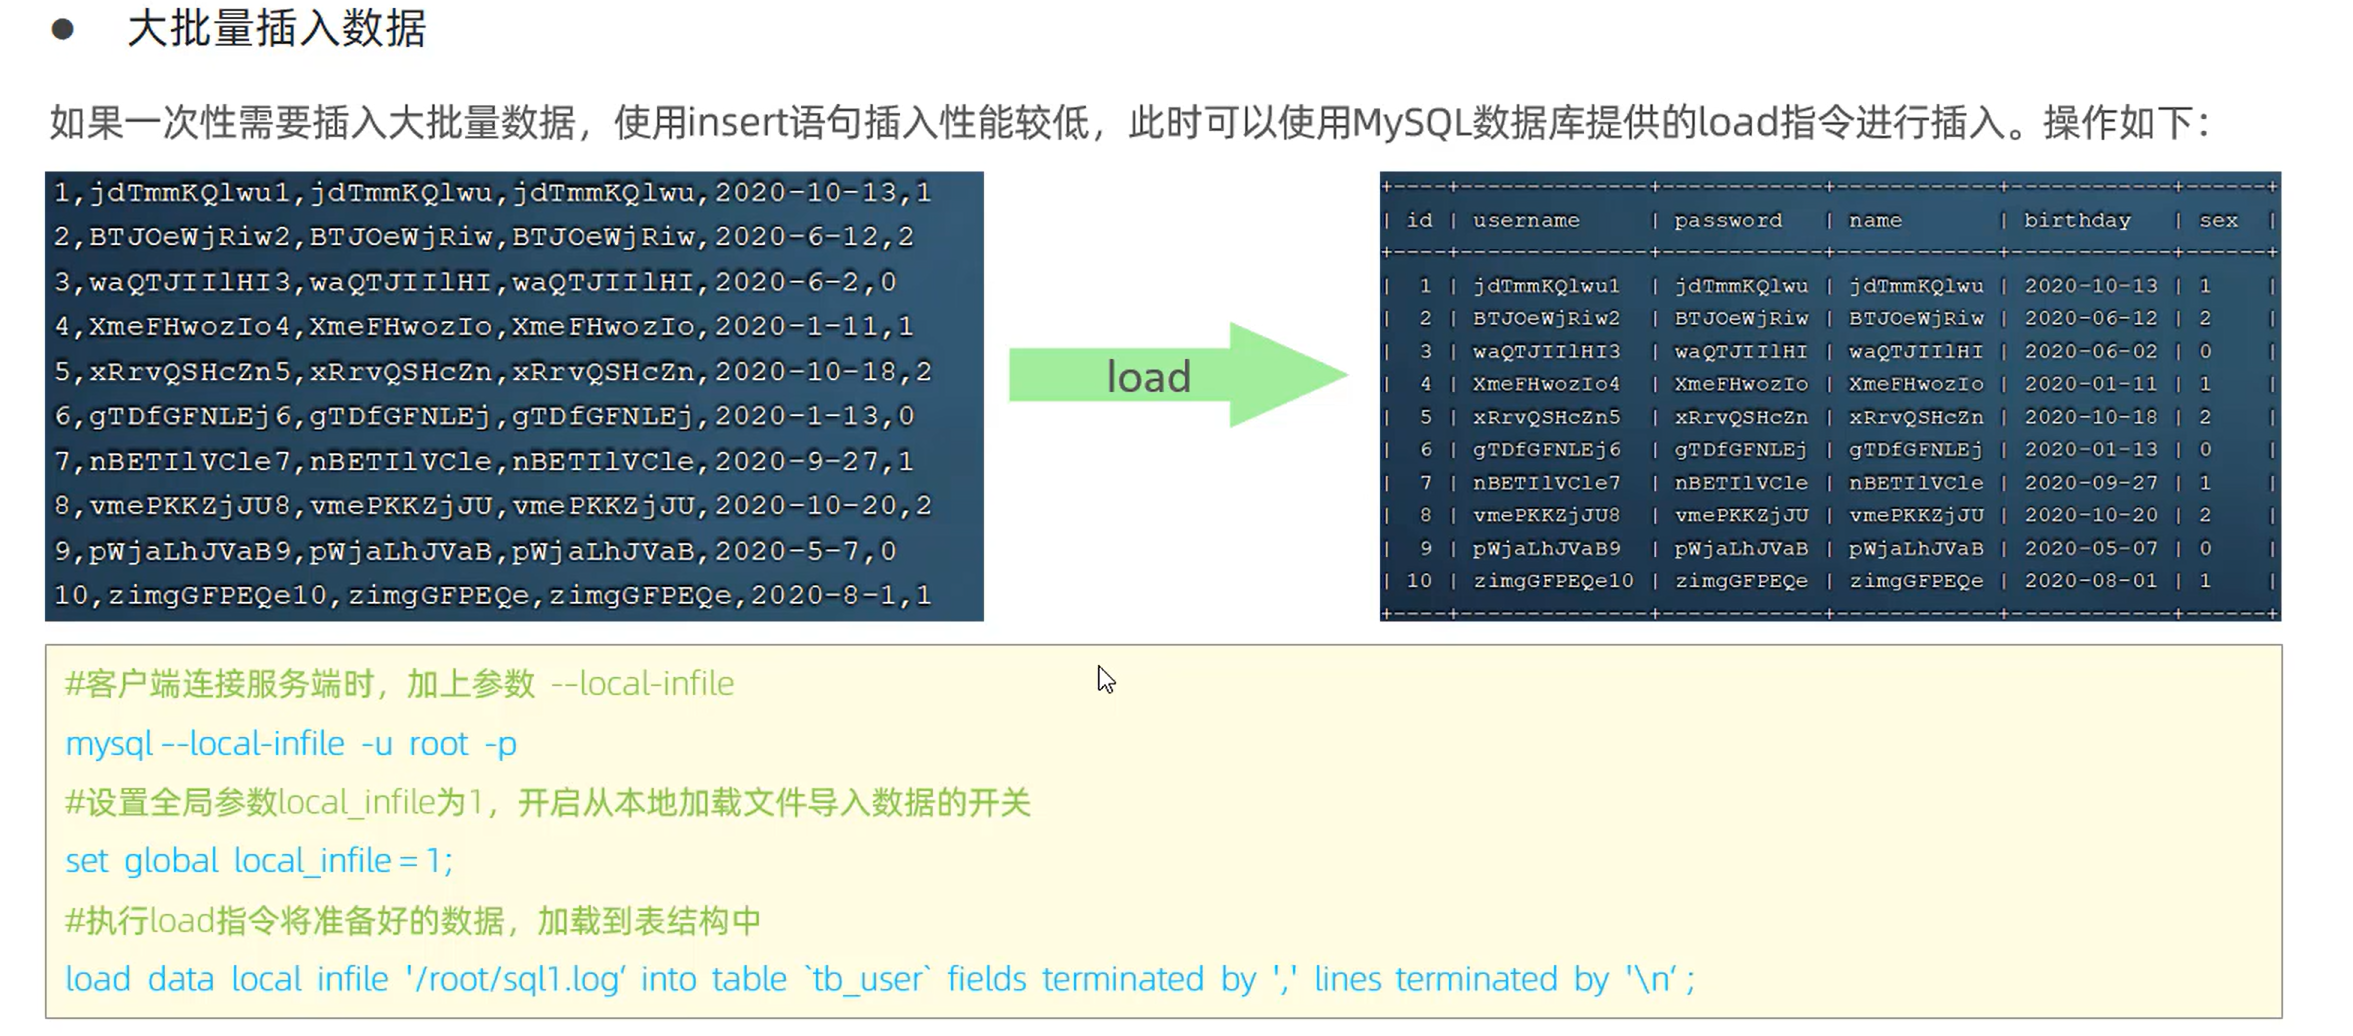 ● 大批量插入数据
如果一次性需要插入大批量数据，使用insert语句插入性能较低，此时可以使用MySQL数据库提供的load指令进行插入。操作如下：
1,jdTmmKQlwu1,jdTmmKQlwu,jdTmmKQlwu,2020-10-13,1
2,BTJOeWjRiw2,BTJOeWjRiw,BTJOeWjRiw,2020-6-12,2
3,waQTJIIlHI3,waQTJIIlHI,waQTJIIlHI,2020-6-2,0
4,XmeFHwozIo4,XmeFHwozIo,XmeFHwozIo,2020-1-11,1
5,xRrvQSHcZn5,xRrvQSHcZn,xRrvQSHcZn,2020-10-18,2
6,gTDfGFNLEj6,gTDfGFNLEj,gTDfGFNLEj,2020-1-13,0
7,nBETIlVCle7,nBETIlVCle,nBETIlVCle,2020-9-27,1
8,vmePKKZjJU8,vmePKKZjJU,vmePKKZjJU,2020-10-20,2
9,pWjaLhJVaB9,pWjaLhJVaB,pWjaLhJVaB,2020-5-7,0
10,zimgGFPEQe10,zimgGFPEQe,zimgGFPEQe,2020-8-1,1
load
| id | username | password | name | birthday | sex |
| 1 | jdTmmKQlwu1 | jdTmmKQlwu | jdTmmKQlwu | 2020-10-13 | 1 |
| 2 | BTJOeWjRiw2 | BTJOeWjRiw | BTJOeWjRiw | 2020-06-12 | 2 |
| 3 | waQTJIIlHI3 | waQTJIIlHI | waQTJIIlHI | 2020-06-02 | 0 |
| 4 | XmeFHwozIo4 | XmeFHwozIo | XmeFHwozIo | 2020-01-11 | 1 |
| 5 | xRrvQSHcZn5 | xRrvQSHcZn | xRrvQSHcZn | 2020-10-18 | 2 |
| 6 | gTDfGFNLEj6 | gTDfGFNLEj | gTDfGFNLEj | 2020-01-13 | 0 |
| 7 | nBETIlVCle7 | nBETIlVCle | nBETIlVCle | 2020-09-27 | 1 |
| 8 | vmePKKZjJU8 | vmePKKZjJU | vmePKKZjJU | 2020-10-20 | 2 |
| 9 | pWjaLhJVaB9 | pWjaLhJVaB | pWjaLhJVaB | 2020-05-07 | 0 |
| 10 | zimgGFPEQe10 | zimgGFPEQe | zimgGFPEQe | 2020-08-01 | 1 |
#客户端连接服务端时，加上参数 --local-infile
mysql --local-infile -u root -p
#设置全局参数local_infile为1，开启从本地加载文件导入数据的开关
set global local_infile = 1;
#执行load指令将准备好的数据，加载到表结构中
load data local infile '/root/sql1.log’ into table `tb_user` fields terminated by ',' lines terminated by '\n’ ;